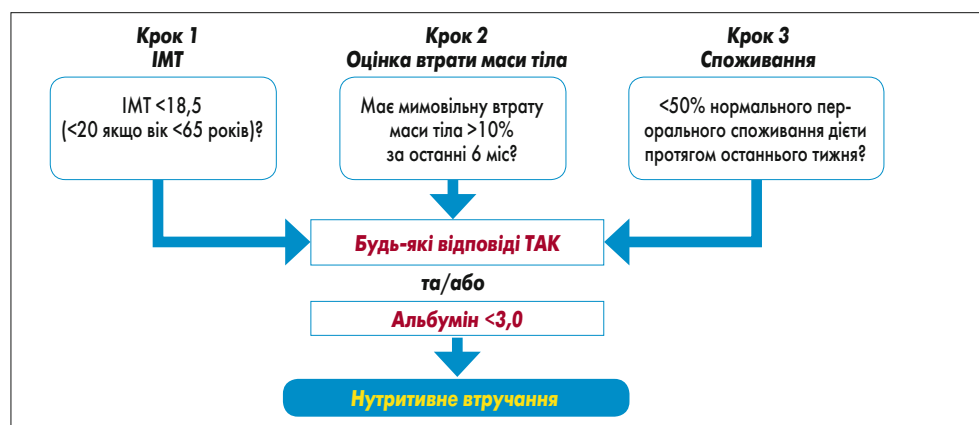 Крок 1
ІМТ
ІМТ <18,5
(<20 якщо вік <65 років)?
Крок 2
Оцінка втрати маси тіла
Має мимовільну втрату
маси тіла >10%
за останні 6 міс?
Крок 3
Споживання
<50% нормального пер-
орального споживання дієти
протягом останнього тижня?
Будь-які відповіді ТАК
та/або
Альбумін <3,0
Нутритивне втручання